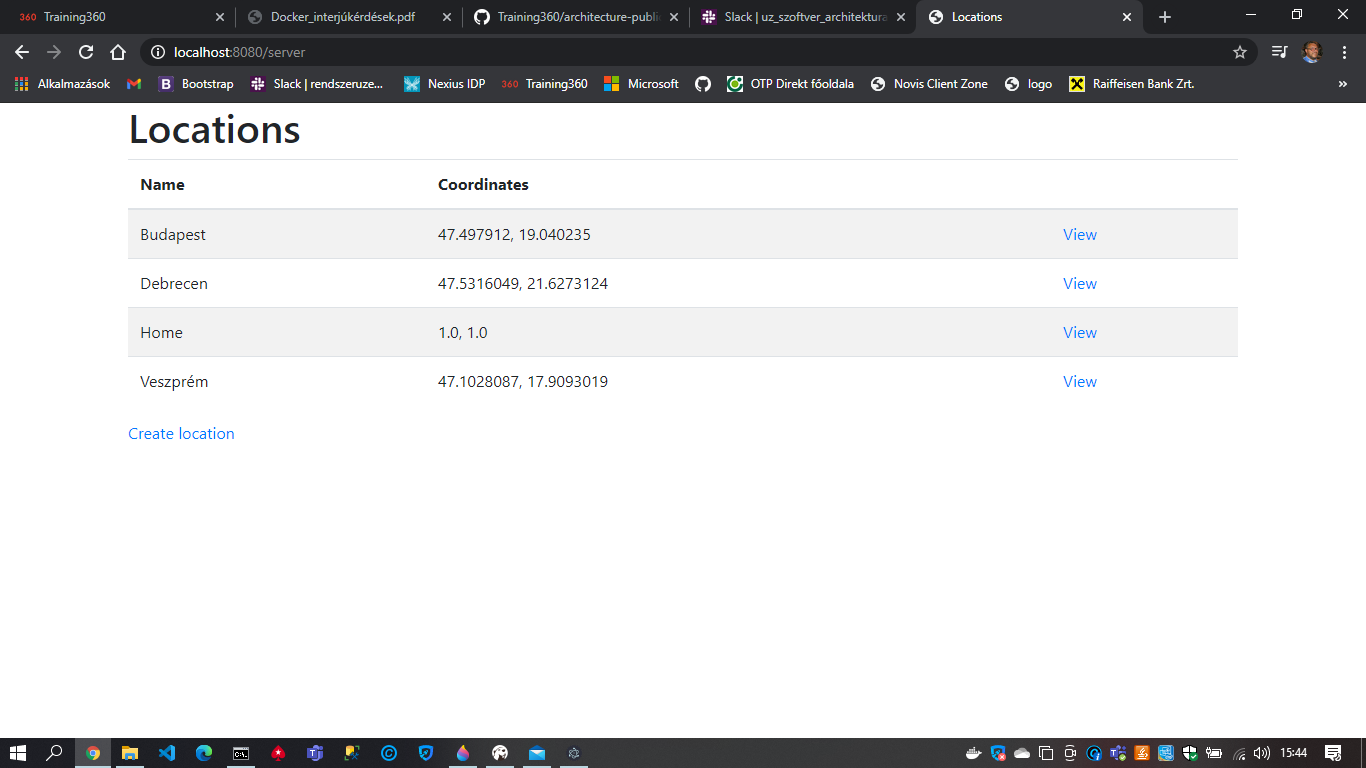 360 Training360
Docker_interjúkérdések.pdf
Training360/architecture-publi
Slack | uz_szoftver_architektura
Locations
localhost:8080/server
Alkalmazások
B Bootstrap
Slack | rendszeruze...
Nexius IDP
360 Training360
Microsoft
OTP Direkt főoldala
Novis Client Zone
logo
Raiffeisen Bank Zrt.
»
Locations
Name Coordinates
Budapest 47.497912, 19.040235 View
Debrecen 47.5316049, 21.6273124 View
Home 1.0, 1.0 View
Veszprém 47.1028087, 17.9093019 View
Create location
15:44